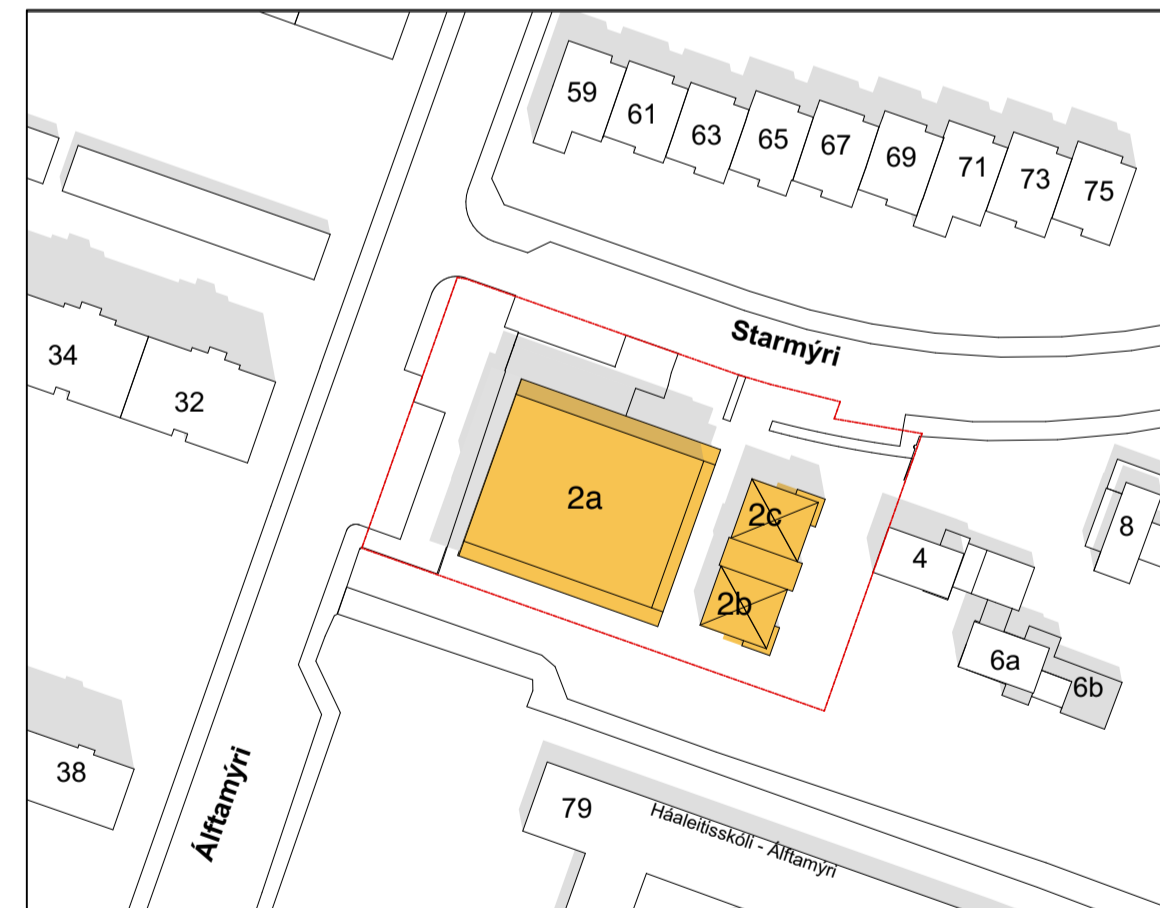 59
61
63
65
67
69
71
73
75
34
32
Starmýri
2a
2c
2b
4
8
6a
6b
38
Álftamýri
79
Háaleitisskóli - Álftamýri